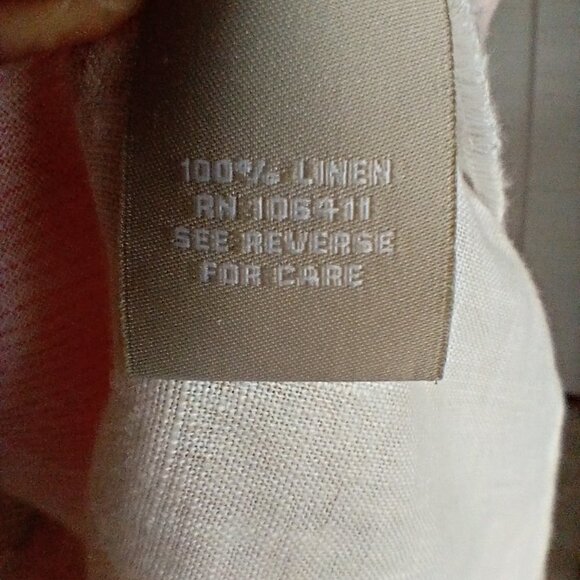 100% LINEN
RN 106411
SEE REVERSE
FOR CARE